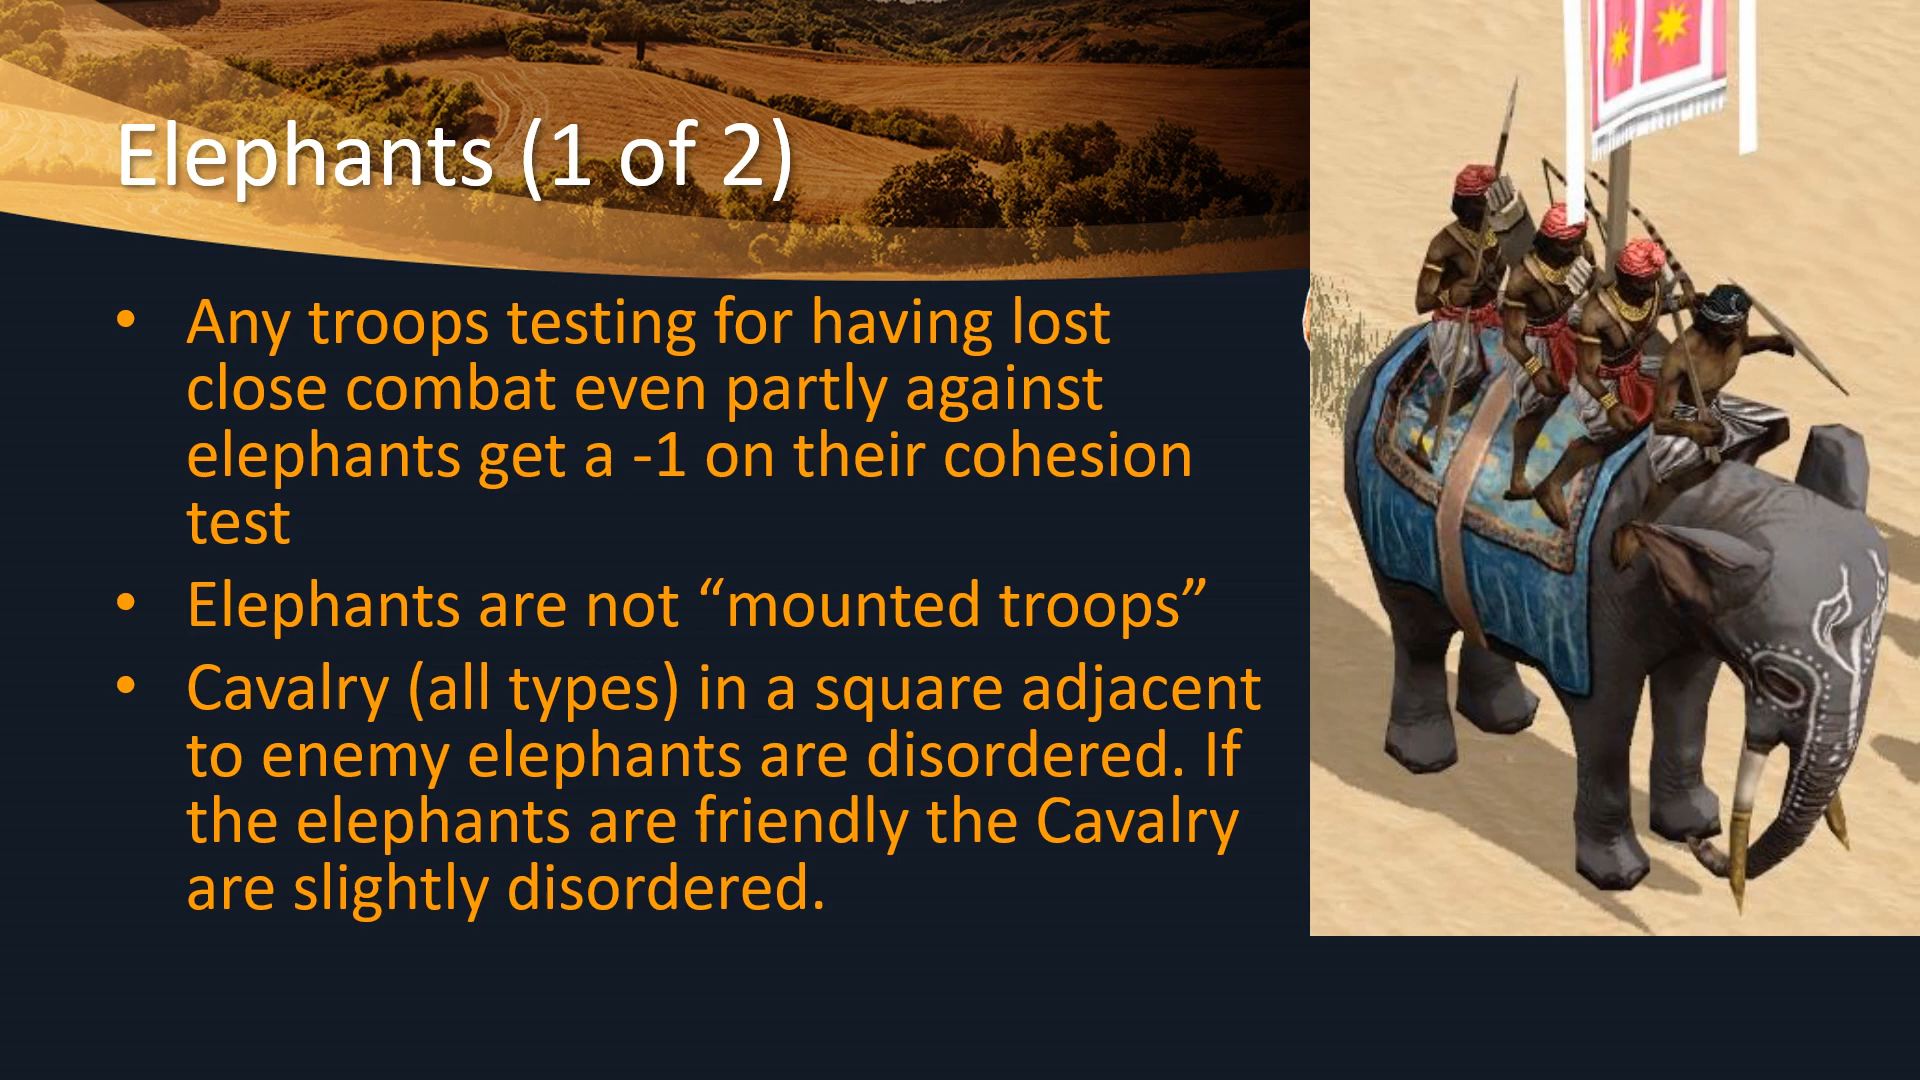 Elephants (1 of 2)
• Any troops testing for having lost
close combat even partly against
elephants get a -1 on their cohesion
test
• Elephants are not “mounted troops”
• Cavalry (all types) in a square adjacent
to enemy elephants are disordered. If
the elephants are friendly the Cavalry
are slightly disordered.